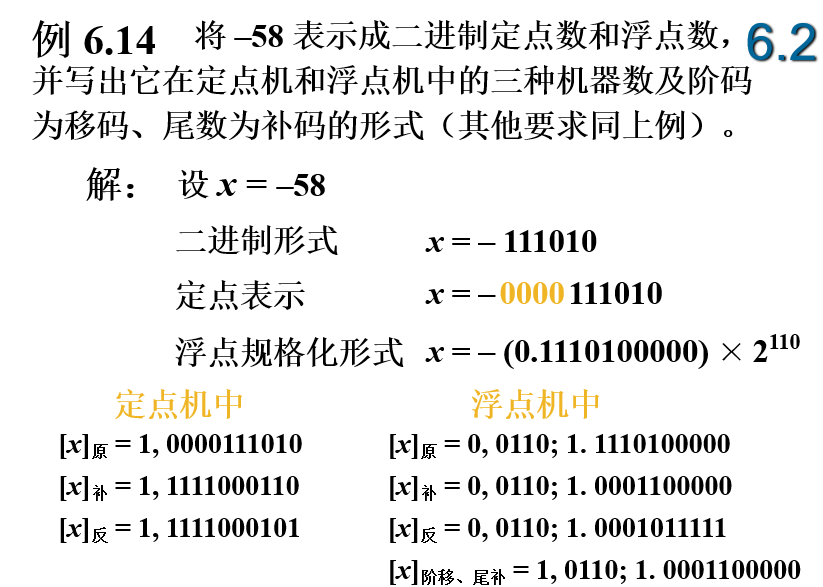 例 6.14 将 –58 表示成二进制定点数和浮点数， 6.2
并写出它在定点机和浮点机中的三种机器数及阶码
为移码、尾数为补码的形式（其他要求同上例）。
解： 设 x = –58
二进制形式 x = – 111010
定点表示 x = – 0000 111010
浮点规格化形式 x = – (0.1110100000) × 2^110
定点机中 浮点机中
[x]原 = 1, 0000111010 [x]原 = 0, 0110; 1. 1110100000
[x]补 = 1, 1111000110 [x]补 = 0, 0110; 1. 0001100000
[x]反 = 1, 1111000101 [x]反 = 0, 0110; 1. 0001011111
[x]阶移、尾补 = 1, 0110; 1. 0001100000